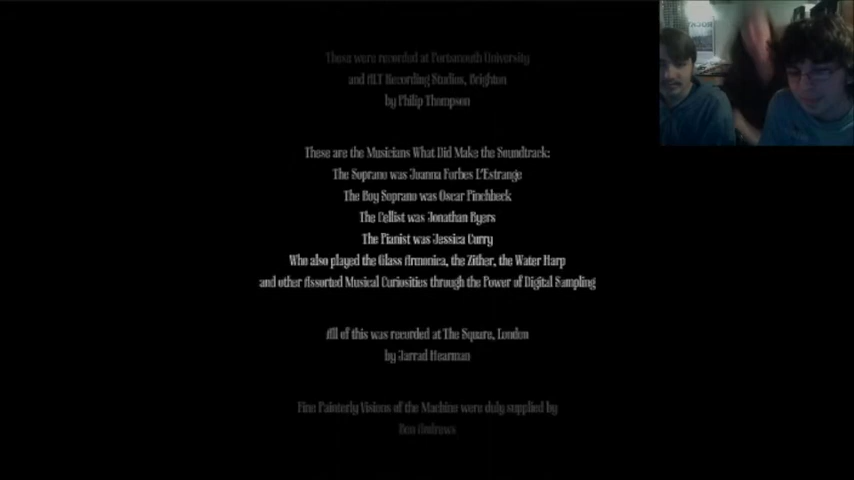 These were recorded at Portsmouth University
and ALT Recording Studios, Brighton
by Philip Thompson
These are the Musicians What Did Make the Soundtrack:
The Soprano was Joanna Forbes L'Estrange
The Boy Soprano was Oscar Pinchbeck
The Cellist was Jonathan Byers
The Pianist was Jessica Curry
Who also played the Glass Armonica, the Zither, the Water Harp
and other Assorted Musical Curiosities through the Power of Digital Sampling
All of this was recorded at The Square, London
by Jarrad Hearman
Fine Painterly Visions of the Machine were duly supplied by
Ben Andrews